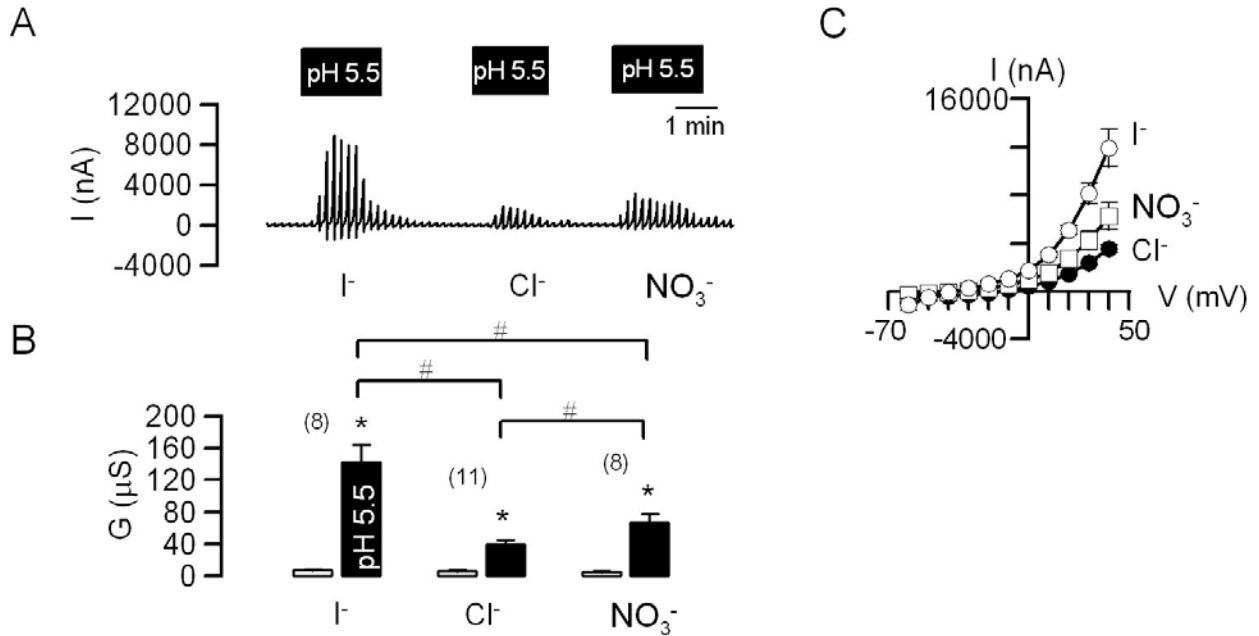 A
pH 5.5 pH 5.5 pH 5.5
1 min
I (nA)
12000
8000
4000
0
-4000
I⁻ Cl⁻ NO₃⁻
B
# # #
G (μS)
200
160
120
80
40
0
(8) * (11) * (8) *
pH 5.5
I⁻ Cl⁻ NO₃⁻
C
I (nA)
16000
I⁻
NO₃⁻
Cl⁻
V (mV)
-70 50
-4000